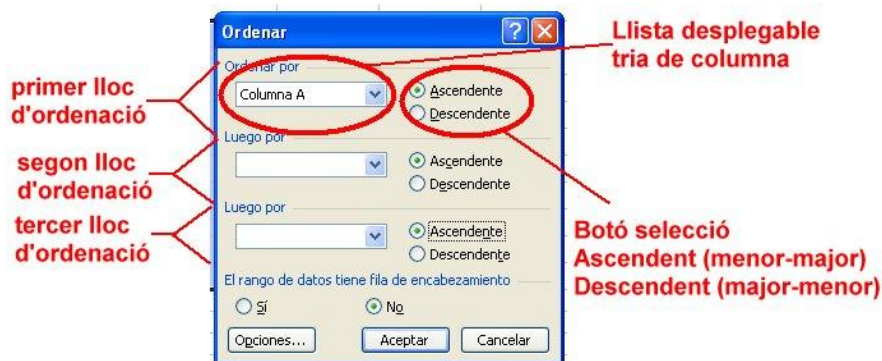 Ordenar
Ordenar por
Columna A
Ascendente
Descendente
Luego por
Ascendente
Descendente
Luego por
Ascendente
Descendente
El rango de datos tiene fila de encabezamiento
Sí
No
Opciones...
Aceptar
Cancelar
primer lloc
d'ordenació
segon lloc
d'ordenació
tercer lloc
d'ordenació
Llista desplegable
tria de columna
Botó selecció
Ascendent (menor-major)
Descendent (major-menor)